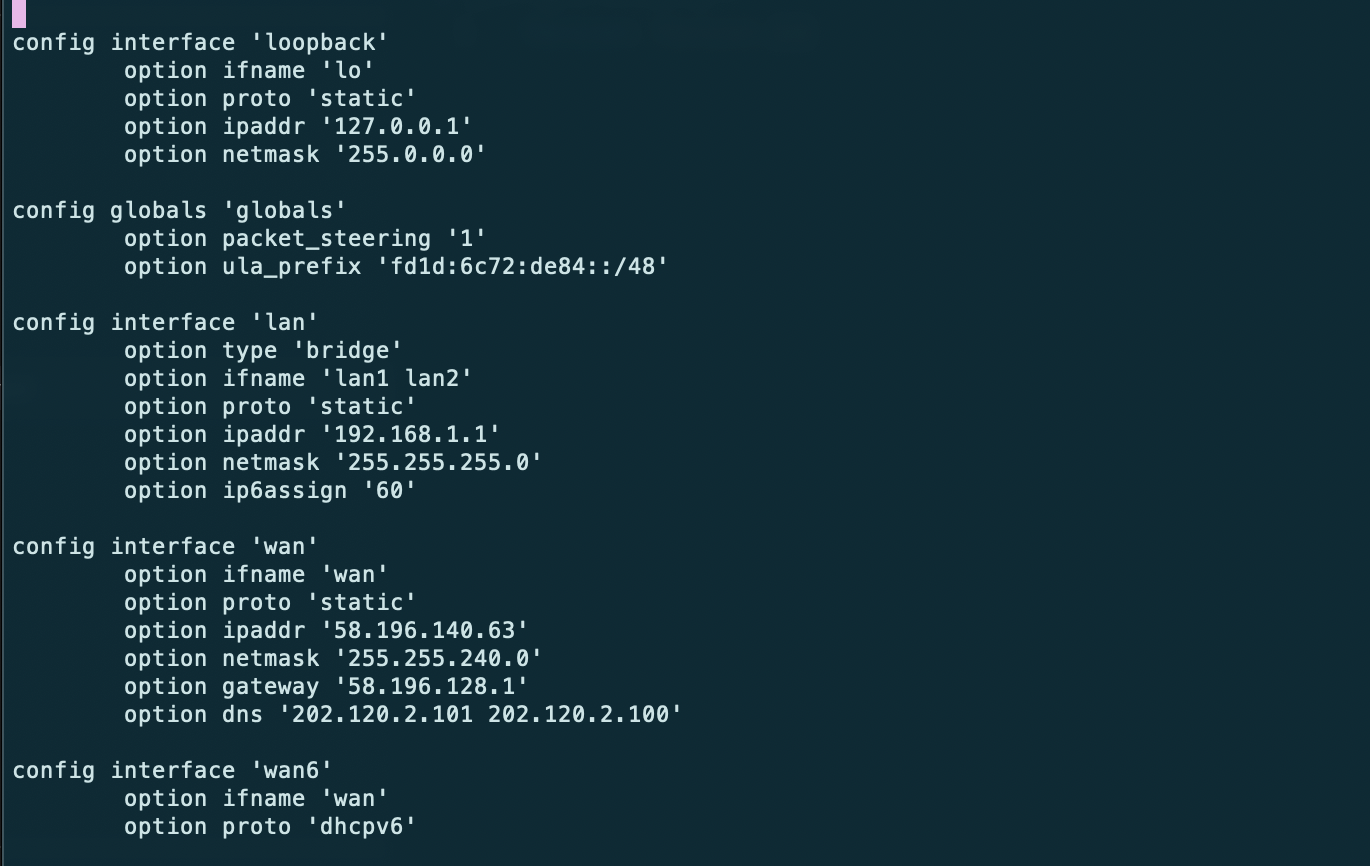 config interface 'loopback'
        option ifname 'lo'
        option proto 'static'
        option ipaddr '127.0.0.1'
        option netmask '255.0.0.0'

config globals 'globals'
        option packet_steering '1'
        option ula_prefix 'fd1d:6c72:de84::/48'

config interface 'lan'
        option type 'bridge'
        option ifname 'lan1 lan2'
        option proto 'static'
        option ipaddr '192.168.1.1'
        option netmask '255.255.255.0'
        option ip6assign '60'

config interface 'wan'
        option ifname 'wan'
        option proto 'static'
        option ipaddr '58.196.140.63'
        option netmask '255.255.240.0'
        option gateway '58.196.128.1'
        option dns '202.120.2.101 202.120.2.100'

config interface 'wan6'
        option ifname 'wan'
        option proto 'dhcpv6'